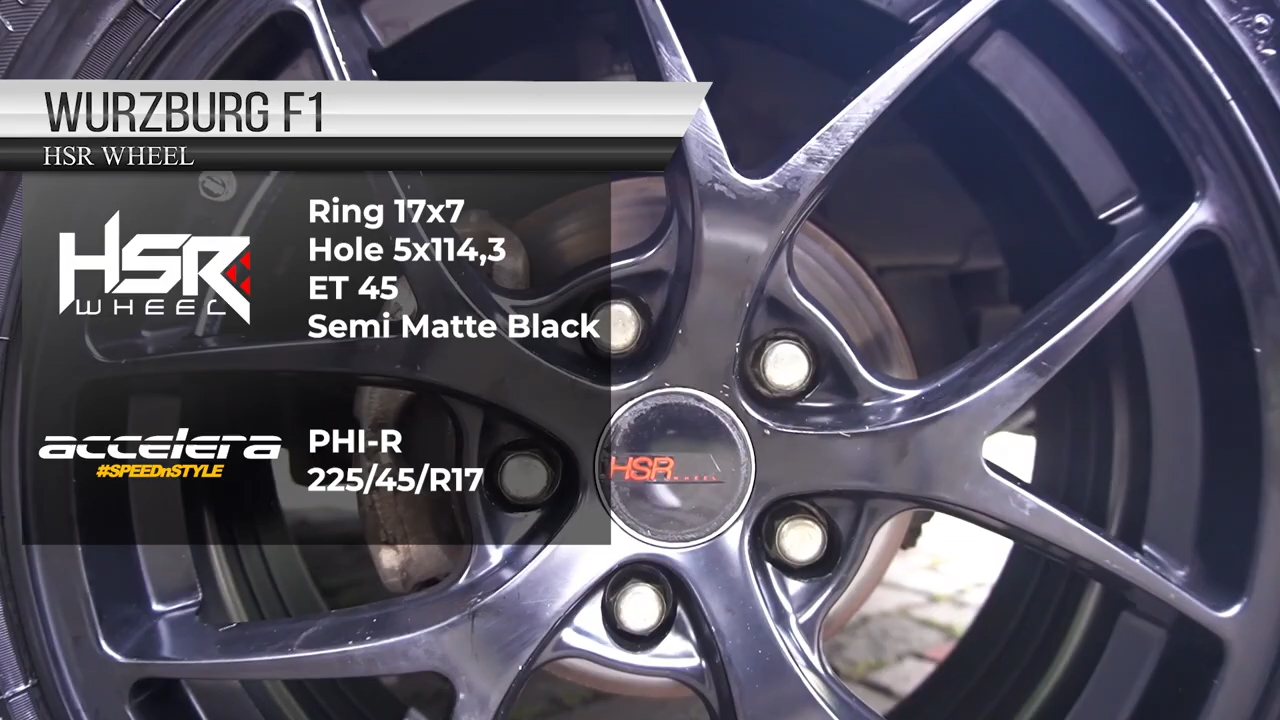 WURZBURG F1
HSR WHEEL
HSR
WHEEL
Ring 17x7
Hole 5x114,3
ET 45
Semi Matte Black
accelera
#SPEEDnSTYLE
PHI-R
225/45/R17
HSR WHEEL